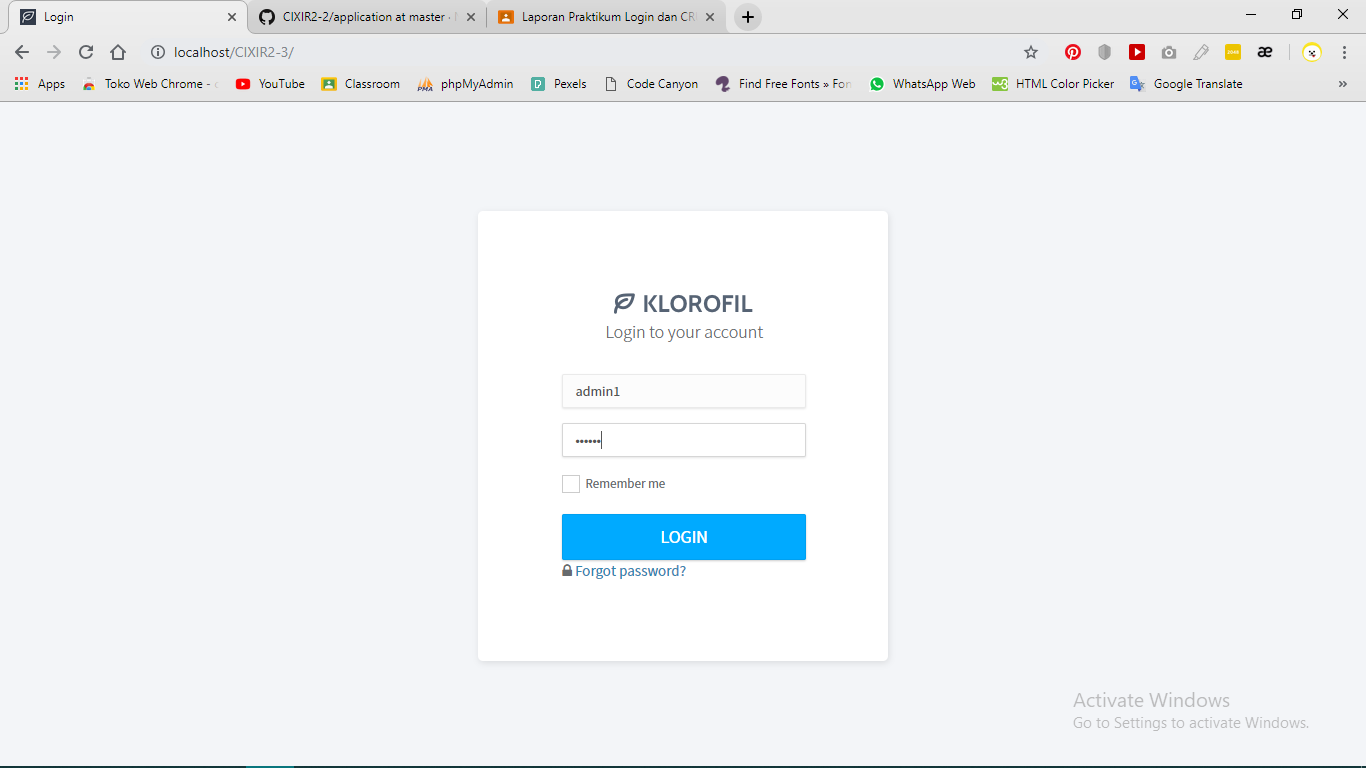 Login
CIXIR2-2/application at master ·
Laporan Praktikum Login dan CR
localhost/CIXIR2-3/
Apps
Toko Web Chrome -
YouTube
Classroom
PMA
phpMyAdmin
Pexels
Code Canyon
Find Free Fonts » Fon
WhatsApp Web
HTML Color Picker
Google Translate
»
KLOROFIL
Login to your account
admin1
••••••
Remember me
LOGIN
Forgot password?
Activate Windows
Go to Settings to activate Windows.